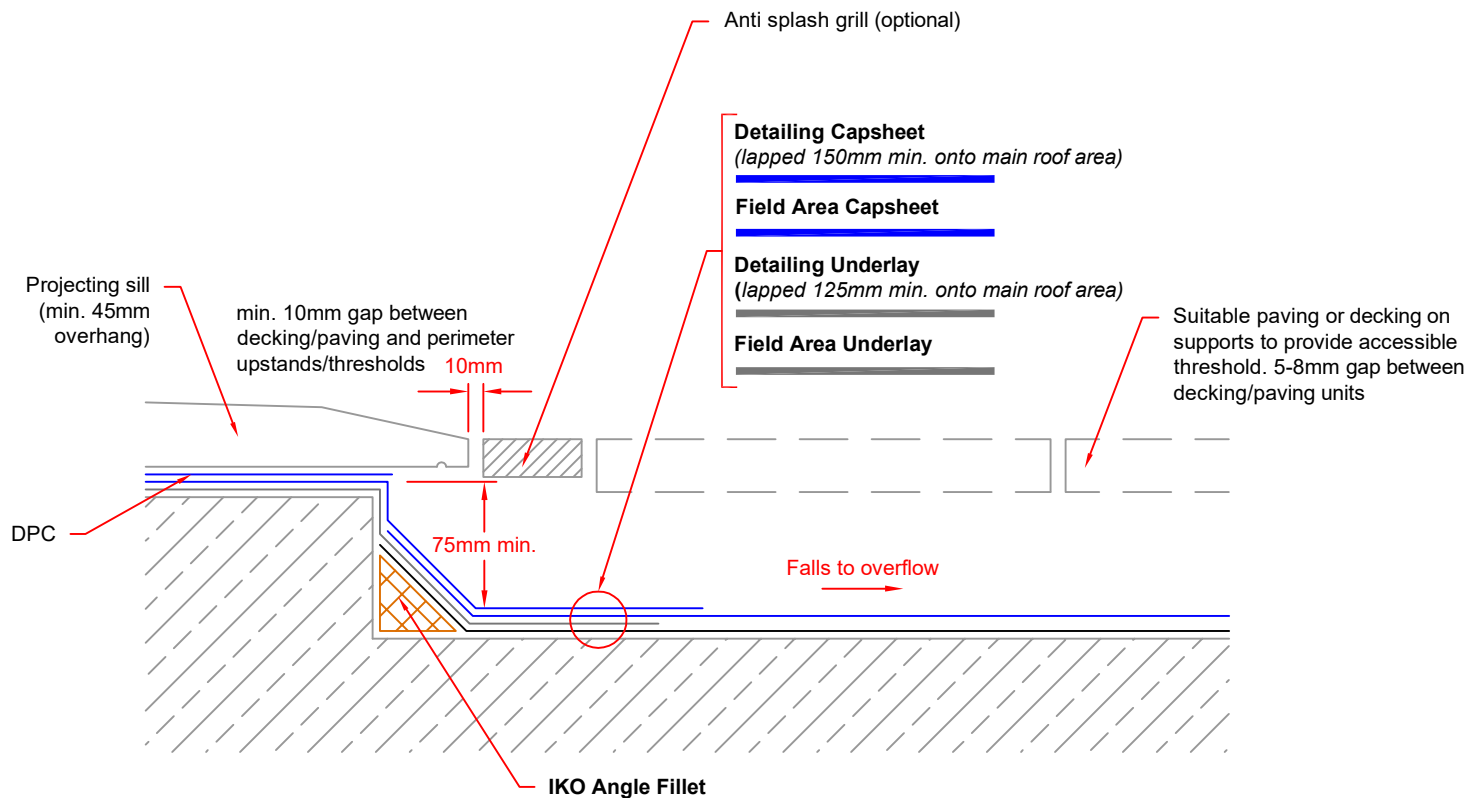 Anti splash grill (optional)
Detailing Capsheet
(lapped 150mm min. onto main roof area)
Field Area Capsheet
Detailing Underlay
(lapped 125mm min. onto main roof area)
Field Area Underlay
Projecting sill
(min. 45mm
overhang)
min. 10mm gap between
decking/paving and perimeter
upstands/thresholds
10mm
Suitable paving or decking on
supports to provide accessible
threshold. 5-8mm gap between
decking/paving units
DPC
75mm min.
Falls to overflow
IKO Angle Fillet